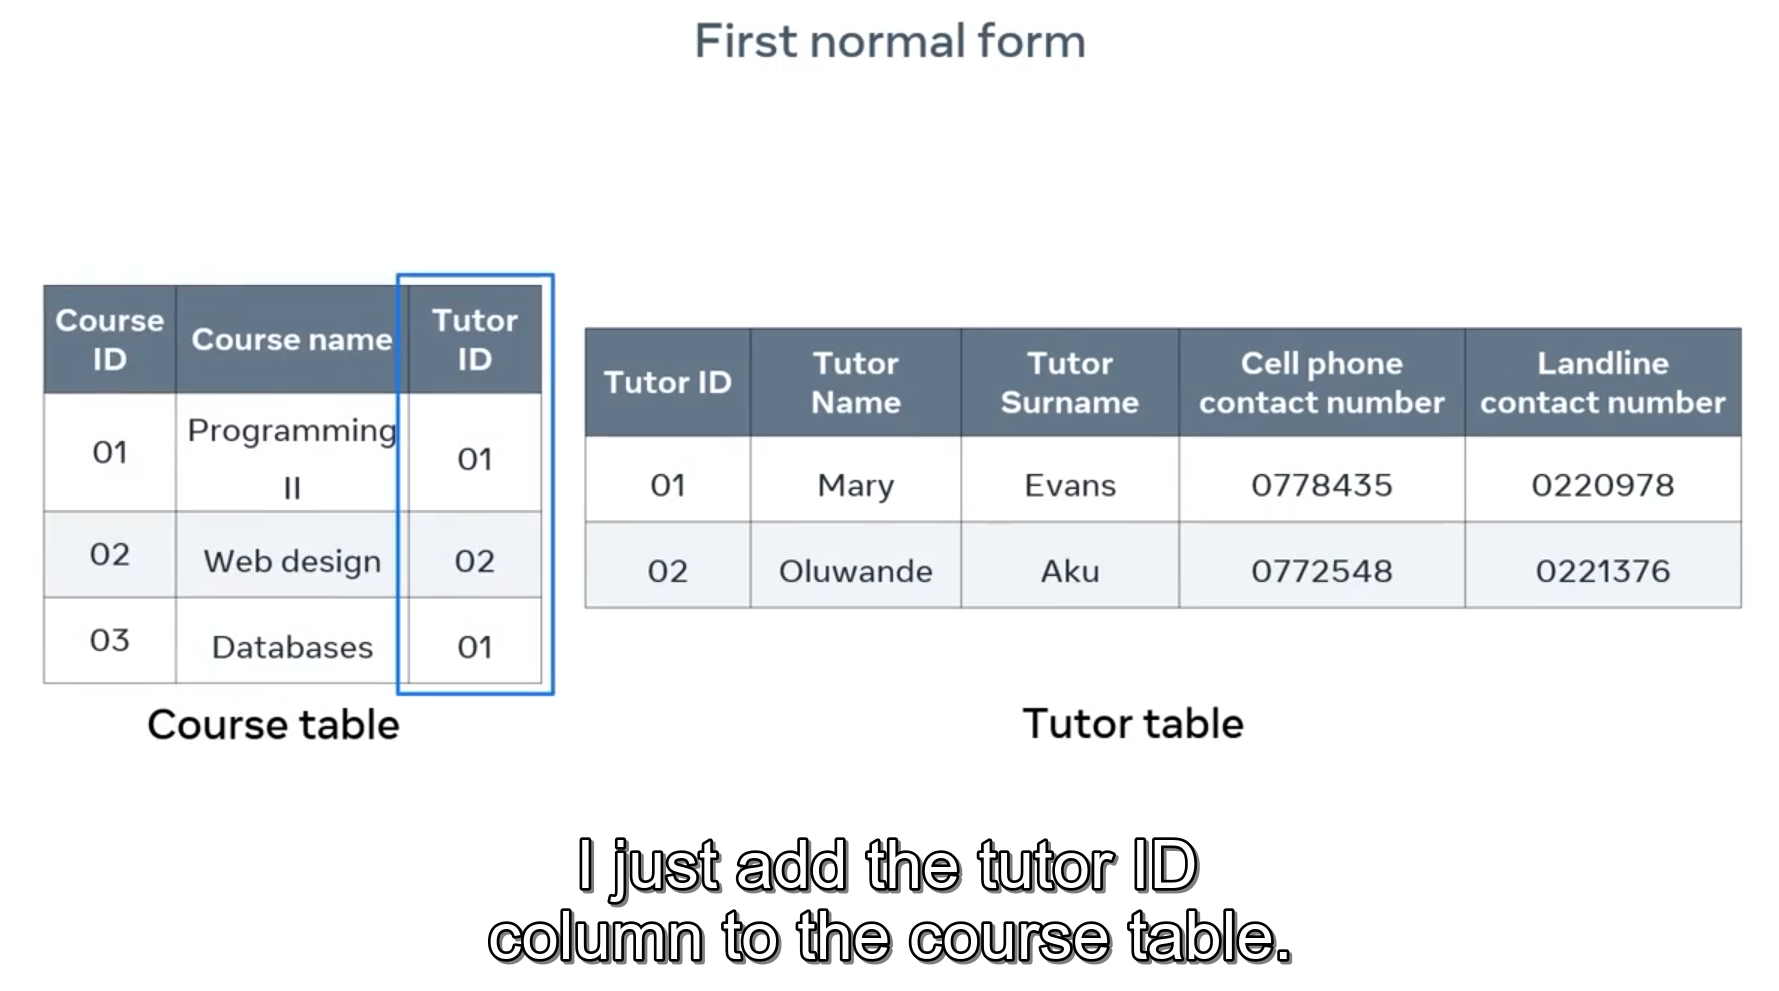 First normal form
Course ID
Course name
Tutor ID
01
Programming II
01
02
Web design
02
03
Databases
01
Course table
Tutor ID
Tutor Name
Tutor Surname
Cell phone contact number
Landline contact number
01
Mary
Evans
0778435
0220978
02
Oluwande
Aku
0772548
0221376
Tutor table
I just add the tutor ID
column to the course table.